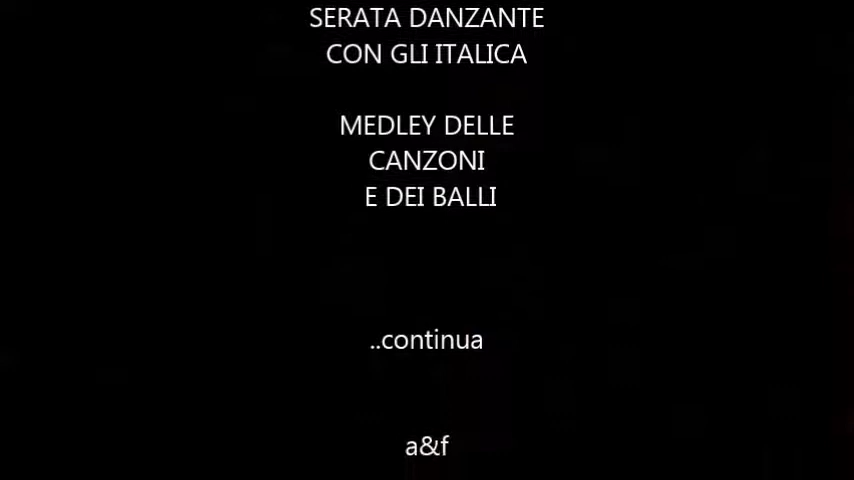 SERATA DANZANTE
CON GLI ITALICA
MEDLEY DELLE
CANZONI
E DEI BALLI
..continua
a&f